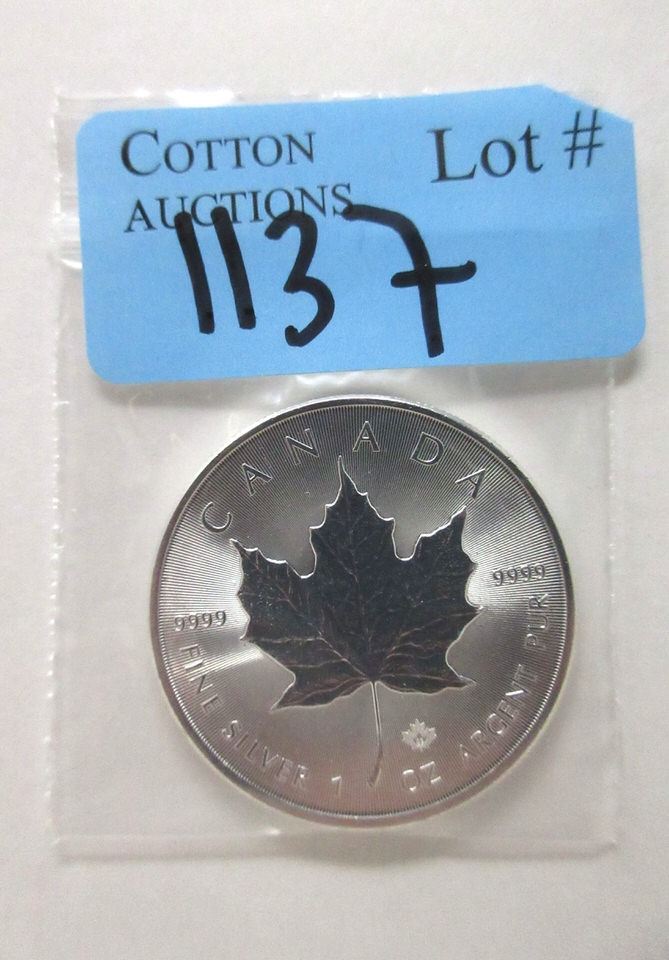 COTTON
AUCTIONS
Lot #
1137
CANADA
9999
9999
FINE SILVER 1 OZ ARGENT PUR